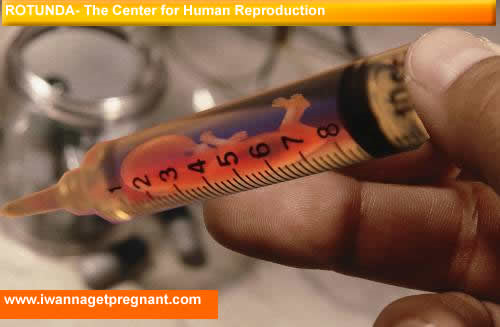 ROTUNDA- The Center for Human Reproduction
1 2 3 4 5 6 7 8
www.iwannagetpregnant.com